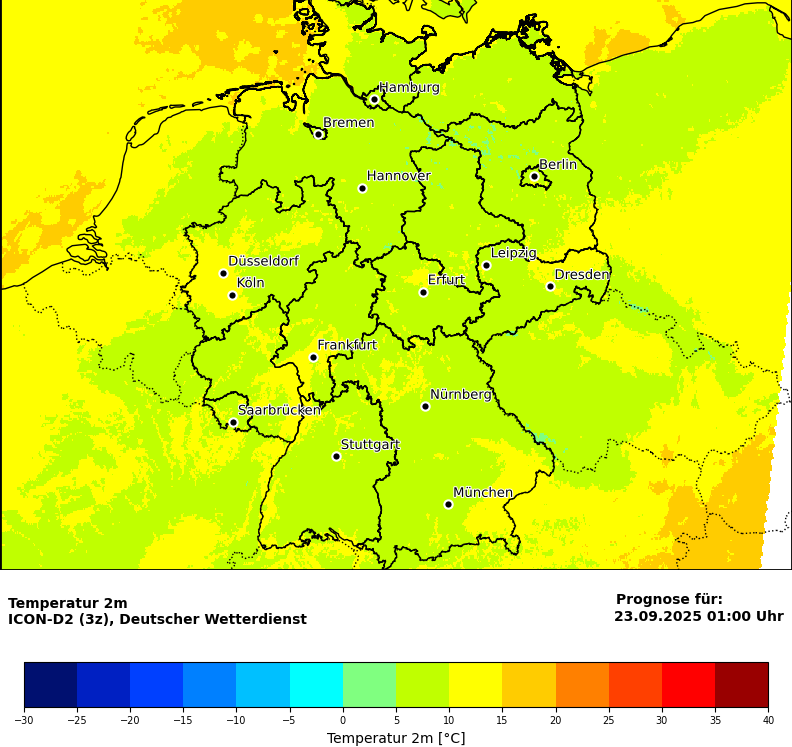 Hamburg
Bremen
Berlin
Hannover
Leipzig
Düsseldorf
Dresden
Erfurt
Köln
Frankfurt
Nürnberg
Saarbrücken
Stuttgart
München
Temperatur 2m
ICON-D2 (3z), Deutscher Wetterdienst
Prognose für:
23.09.2025 01:00 Uhr
−30 −25 −20 −15 −10 −5 0 5 10 15 20 25 30 35 40
Temperatur 2m [°C]